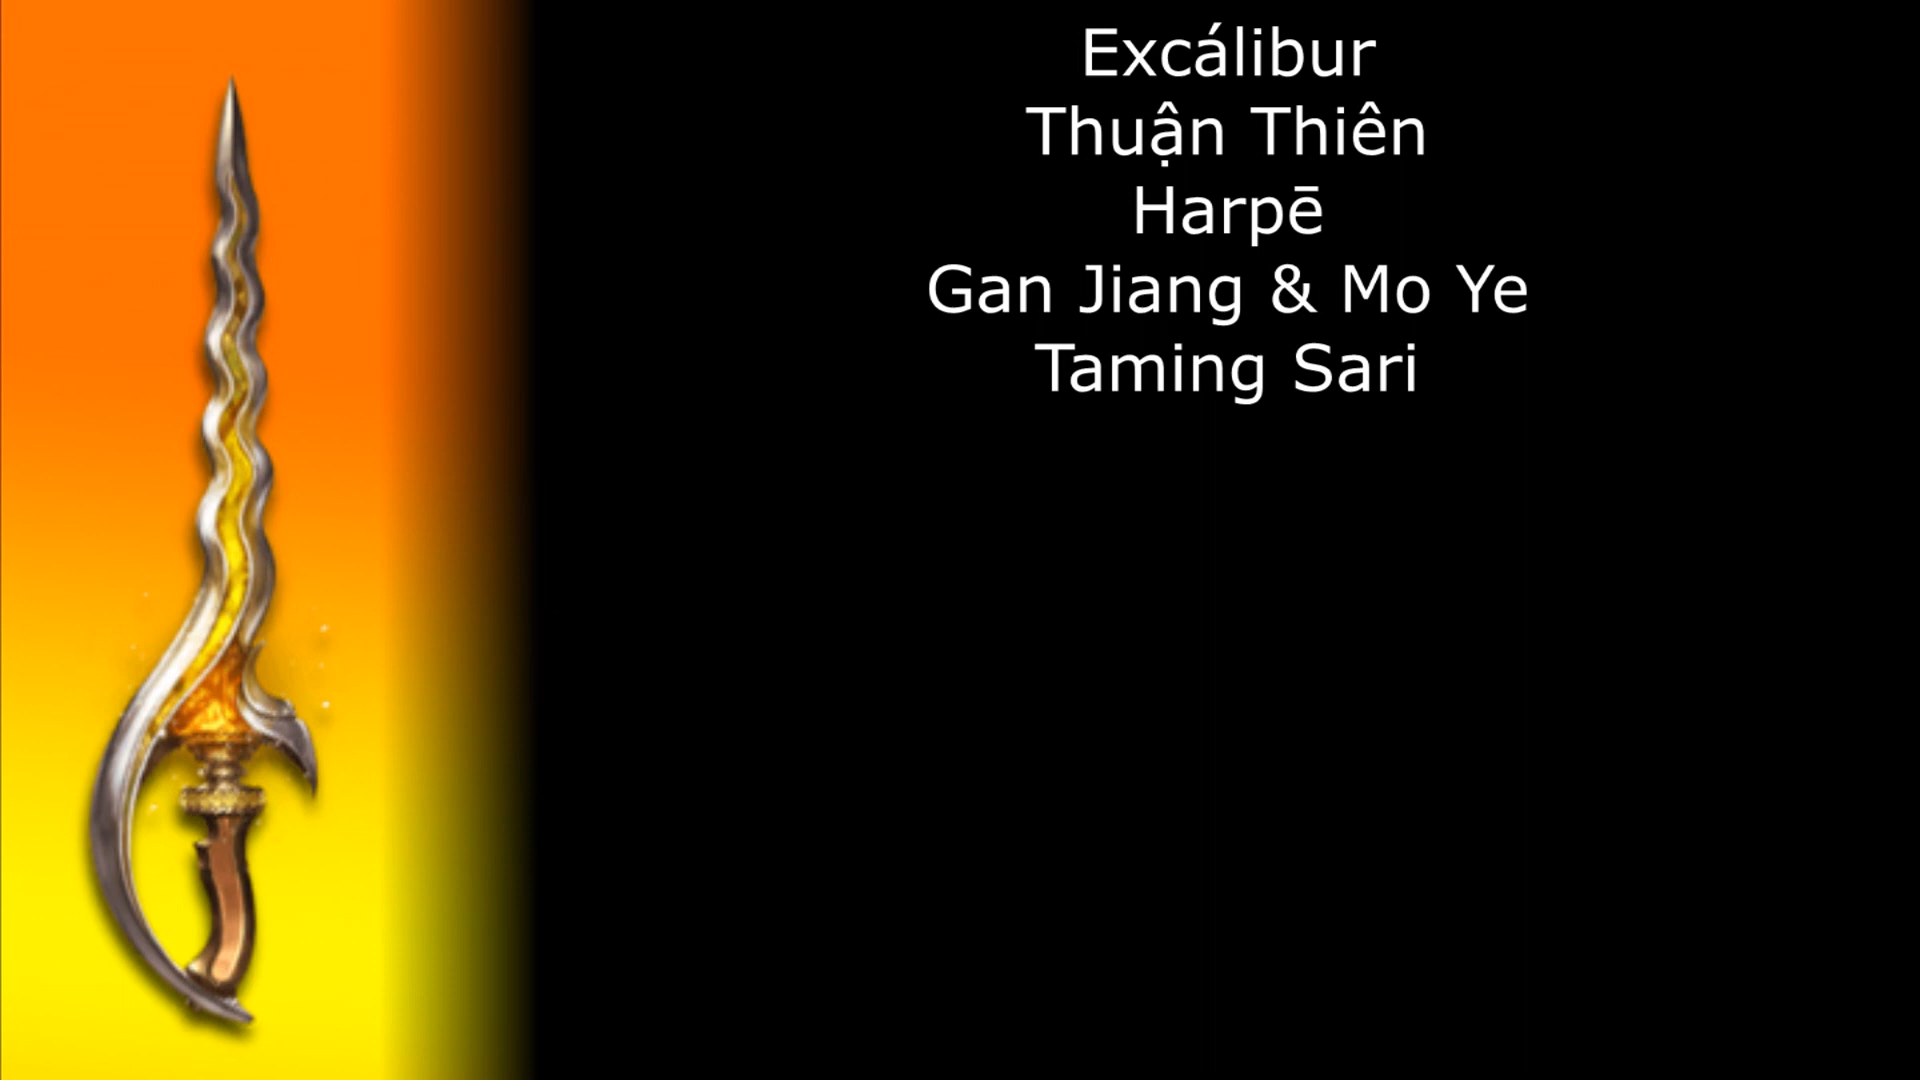 Excálibur
Thuận Thiên
Harpē
Gan Jiang & Mo Ye
Taming Sari